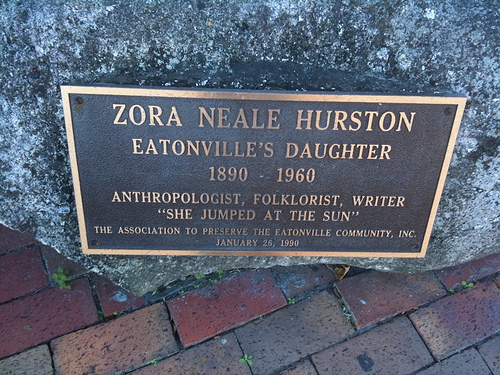 ZORA NEALE HURSTON
EATONVILLE'S DAUGHTER
1890 - 1960
ANTHROPOLOGIST, FOLKLORIST, WRITER
"SHE JUMPED AT THE SUN"
THE ASSOCIATION TO PRESERVE THE EATONVILLE COMMUNITY, INC.
JANUARY 26, 1990